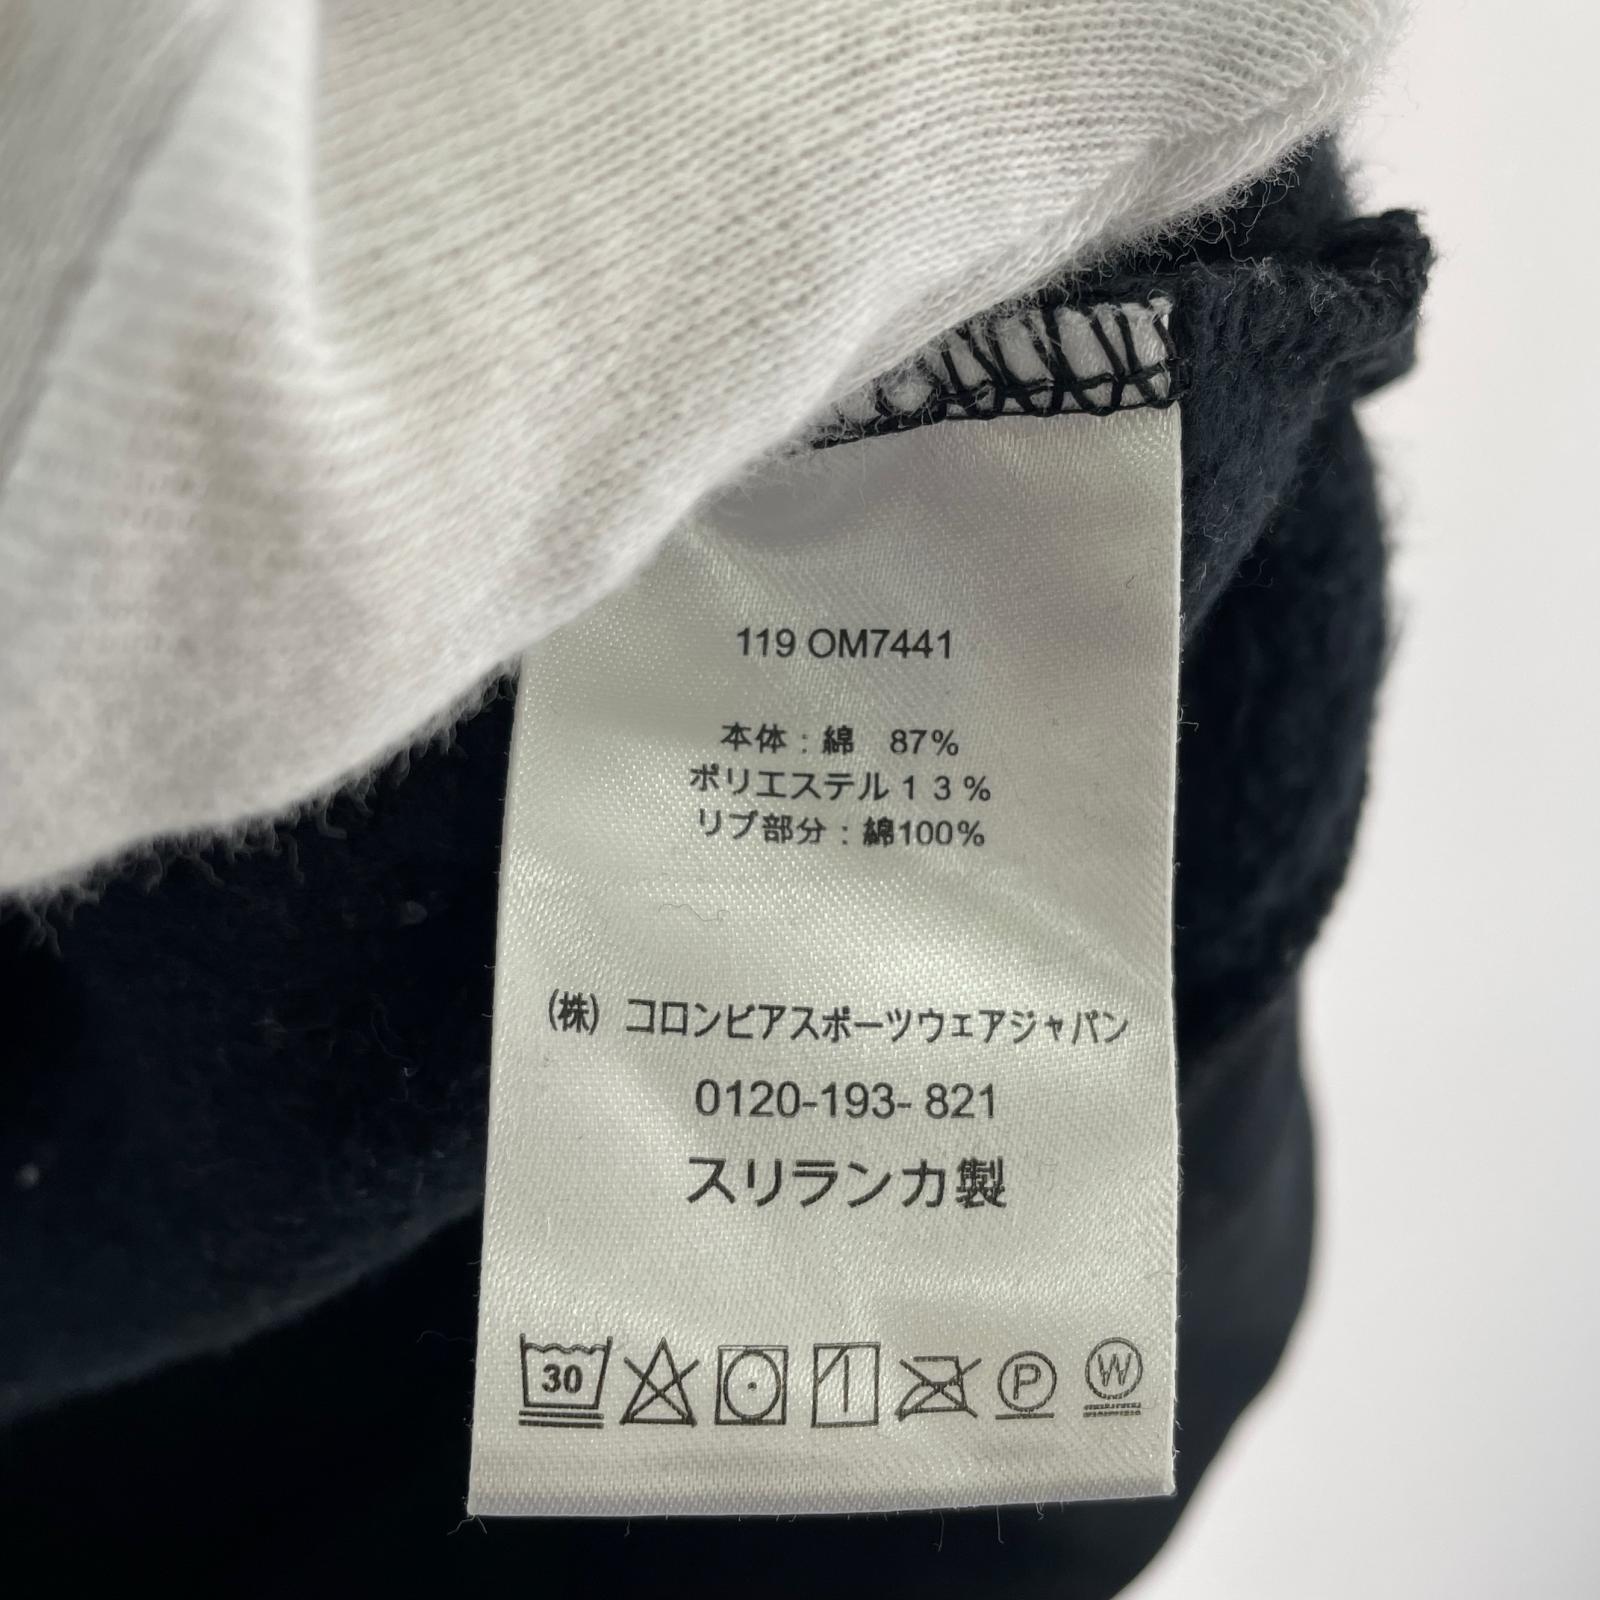 119 OM7441
本体：綿　87%
ポリエステル１３%
リブ部分：綿100%
(株) コロンビアスポーツウェアジャパン
0120-193- 821
スリランカ製
30 P W